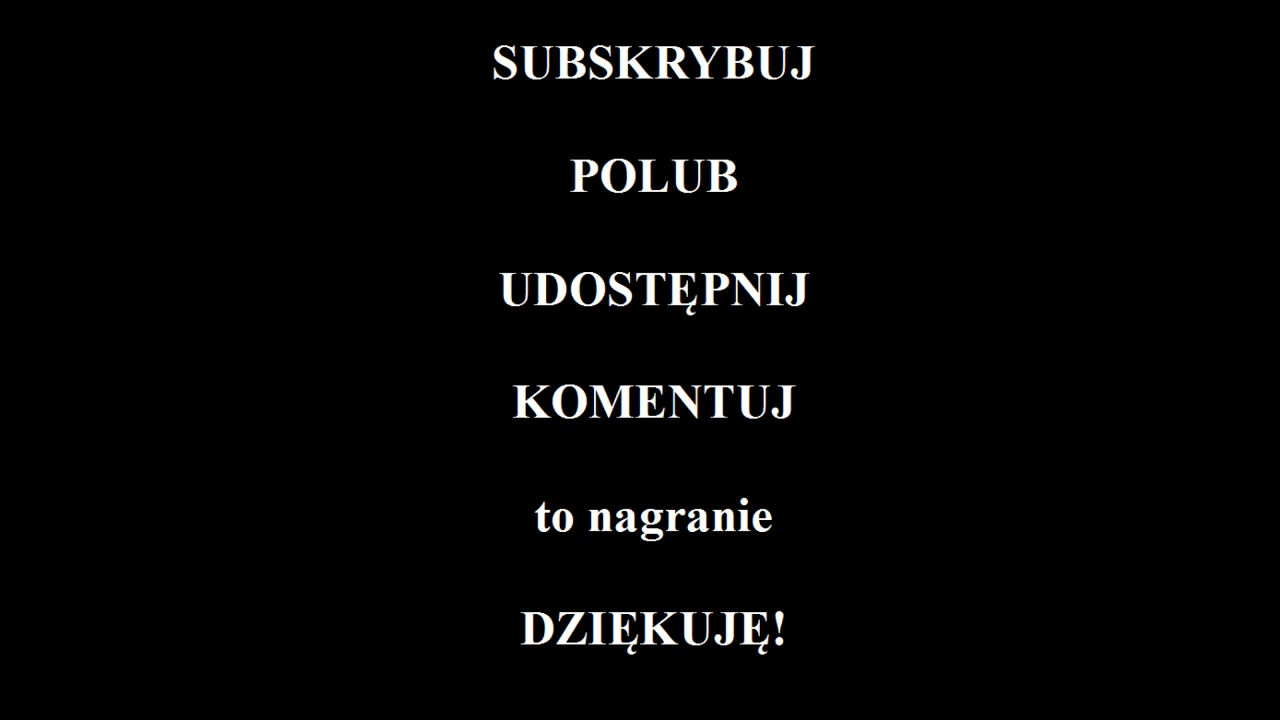 SUBSKRYBUJ
POLUB
UDOSTĘPNIJ
KOMENTUJ
to nagranie
DZIĘKUJĘ!